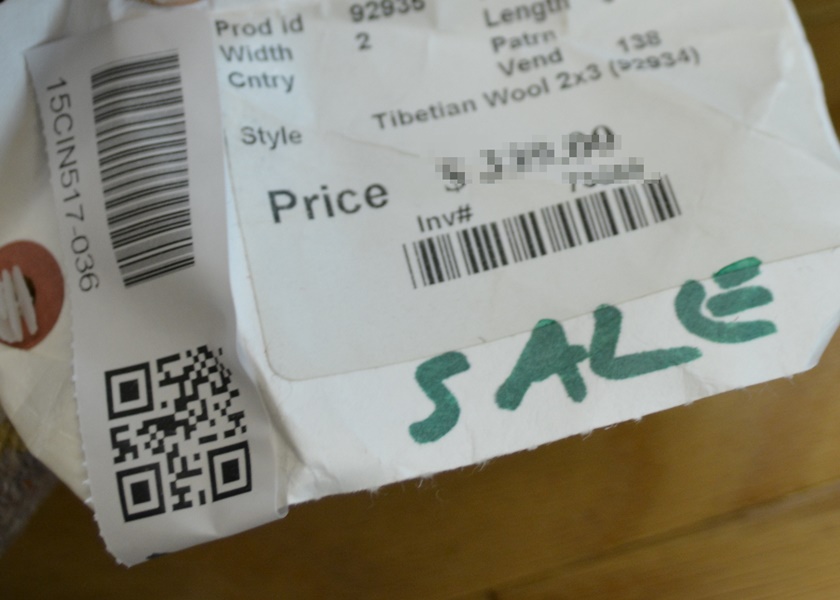 Prod id 92935 Length
Width 2 Patrn
Cntry Vend 138
Style Tibetian Wool 2x3 (92934)
Price $
Inv#
SALE
15CIN517-036